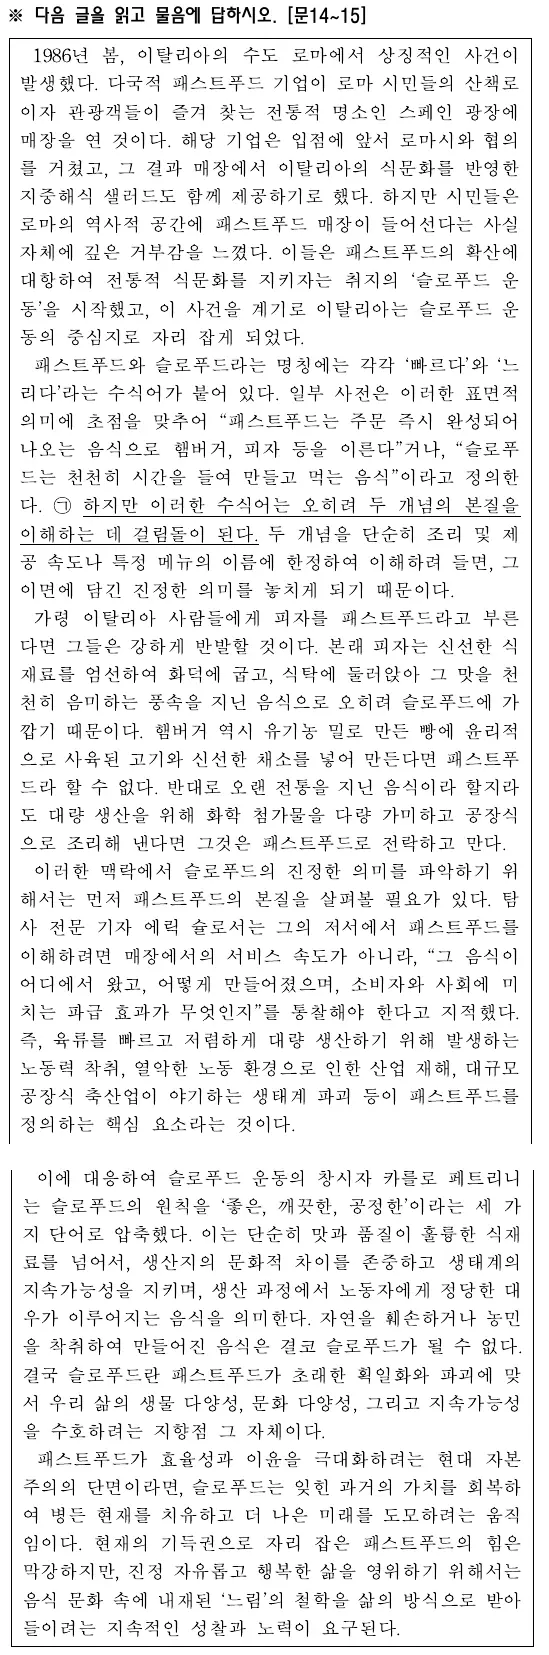 ※ 다음 글을 읽고 물음에 답하시오. [문14~15]
1986년 봄, 이탈리아의 수도 로마에서 상징적인 사건이
발생했다. 다국적 패스트푸드 기업이 로마 시민들의 산책로
이자 관광객들이 즐겨 찾는 전통적 명소인 스페인 광장에
매장을 연 것이다. 해당 기업은 입점에 앞서 로마시와 협의
를 거쳤고, 그 결과 매장에서 이탈리아의 식문화를 반영한
지중해식 샐러드도 함께 제공하기로 했다. 하지만 시민들은
로마의 역사적 공간에 패스트푸드 매장이 들어선다는 사실
자체에 깊은 거부감을 느꼈다. 이들은 패스트푸드의 확산에
대항하여 전통적 식문화를 지키자는 취지의 ‘슬로푸드 운
동’을 시작했고, 이 사건을 계기로 이탈리아는 슬로푸드 운
동의 중심지로 자리 잡게 되었다.
패스트푸드와 슬로푸드라는 명칭에는 각각 ‘빠르다’와 ‘느
리다’라는 수식어가 붙어 있다. 일부 사전은 이러한 표면적
의미에 초점을 맞추어 “패스트푸드는 주문 즉시 완성되어
나오는 음식으로 햄버거, 피자 등을 이른다”거나, “슬로푸
드는 천천히 시간을 들여 만들고 먹는 음식”이라고 정의한
다. ㉠ 하지만 이러한 수식어는 오히려 두 개념의 본질을
이해하는 데 걸림돌이 된다. 두 개념을 단순히 조리 및 제
공 속도나 특정 메뉴의 이름에 한정하여 이해하려 들면, 그
이면에 담긴 진정한 의미를 놓치게 되기 때문이다.
가령 이탈리아 사람들에게 피자를 패스트푸드라고 부른
다면 그들은 강하게 반발할 것이다. 본래 피자는 신선한 식
재료를 엄선하여 화덕에 굽고, 식탁에 둘러앉아 그 맛을 천
천히 음미하는 풍속을 지닌 음식으로 오히려 슬로푸드에 가
깝기 때문이다. 햄버거 역시 유기농 밀로 만든 빵에 윤리적
으로 사육된 고기와 신선한 채소를 넣어 만든다면 패스트푸
드라 할 수 없다. 반대로 오랜 전통을 지닌 음식이라 할지라
도 대량 생산을 위해 화학 첨가물을 다량 가미하고 공장식
으로 조리해 낸다면 그것은 패스트푸드로 전락하고 만다.
이러한 맥락에서 슬로푸드의 진정한 의미를 파악하기 위
해서는 먼저 패스트푸드의 본질을 살펴볼 필요가 있다. 탐
사 전문 기자 에릭 슐로서는 그의 저서에서 패스트푸드를
이해하려면 매장에서의 서비스 속도가 아니라, “그 음식이
어디에서 왔고, 어떻게 만들어졌으며, 소비자와 사회에 미
치는 파급 효과가 무엇인지”를 통찰해야 한다고 지적했다.
즉, 육류를 빠르고 저렴하게 대량 생산하기 위해 발생하는
노동력 착취, 열악한 노동 환경으로 인한 산업 재해, 대규모
공장식 축산업이 야기하는 생태계 파괴 등이 패스트푸드를
정의하는 핵심 요소라는 것이다.
이에 대응하여 슬로푸드 운동의 창시자 카를로 페트리니
는 슬로푸드의 원칙을 ‘좋은, 깨끗한, 공정한’이라는 세 가
지 단어로 압축했다. 이는 단순히 맛과 품질이 훌륭한 식재
료를 넘어서, 생산지의 문화적 차이를 존중하고 생태계의
지속가능성을 지키며, 생산 과정에서 노동자에게 정당한 대
우가 이루어지는 음식을 의미한다. 자연을 훼손하거나 농민
을 착취하여 만들어진 음식은 결코 슬로푸드가 될 수 없다.
결국 슬로푸드란 패스트푸드가 초래한 획일화와 파괴에 맞
서 우리 삶의 생물 다양성, 문화 다양성, 그리고 지속가능성
을 수호하려는 지향점 그 자체이다.
패스트푸드가 효율성과 이윤을 극대화하려는 현대 자본
주의의 단면이라면, 슬로푸드는 잊힌 과거의 가치를 회복하
여 병든 현재를 치유하고 더 나은 미래를 도모하려는 움직
임이다. 현재의 기득권으로 자리 잡은 패스트푸드의 힘은
막강하지만, 진정 자유롭고 행복한 삶을 영위하기 위해서는
음식 문화 속에 내재된 ‘느림’의 철학을 삶의 방식으로 받아
들이려는 지속적인 성찰과 노력이 요구된다.